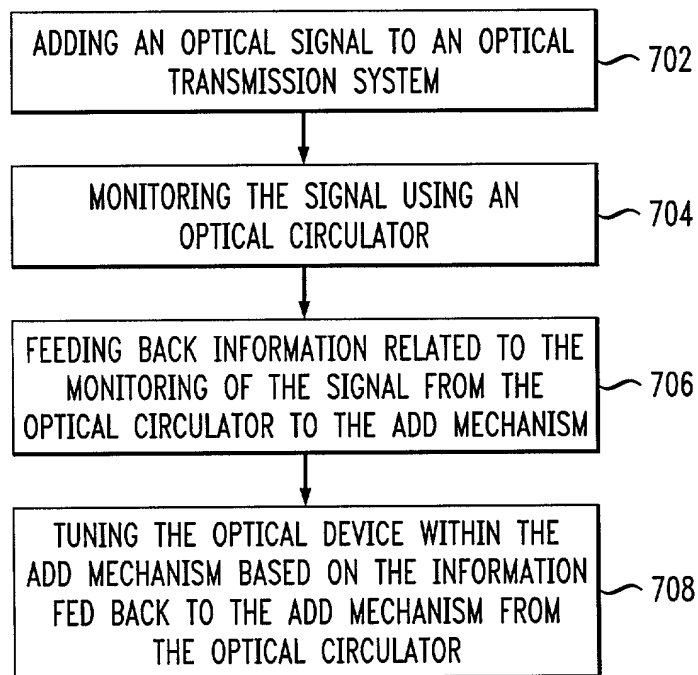 ADDING AN OPTICAL SIGNAL TO AN OPTICAL
TRANSMISSION SYSTEM
702
MONITORING THE SIGNAL USING AN
OPTICAL CIRCULATOR
704
FEEDING BACK INFORMATION RELATED TO THE
MONITORING OF THE SIGNAL FROM THE
OPTICAL CIRCULATOR TO THE ADD MECHANISM
706
TUNING THE OPTICAL DEVICE WITHIN THE
ADD MECHANISM BASED ON THE INFORMATION
FED BACK TO THE ADD MECHANISM FROM
THE OPTICAL CIRCULATOR
708